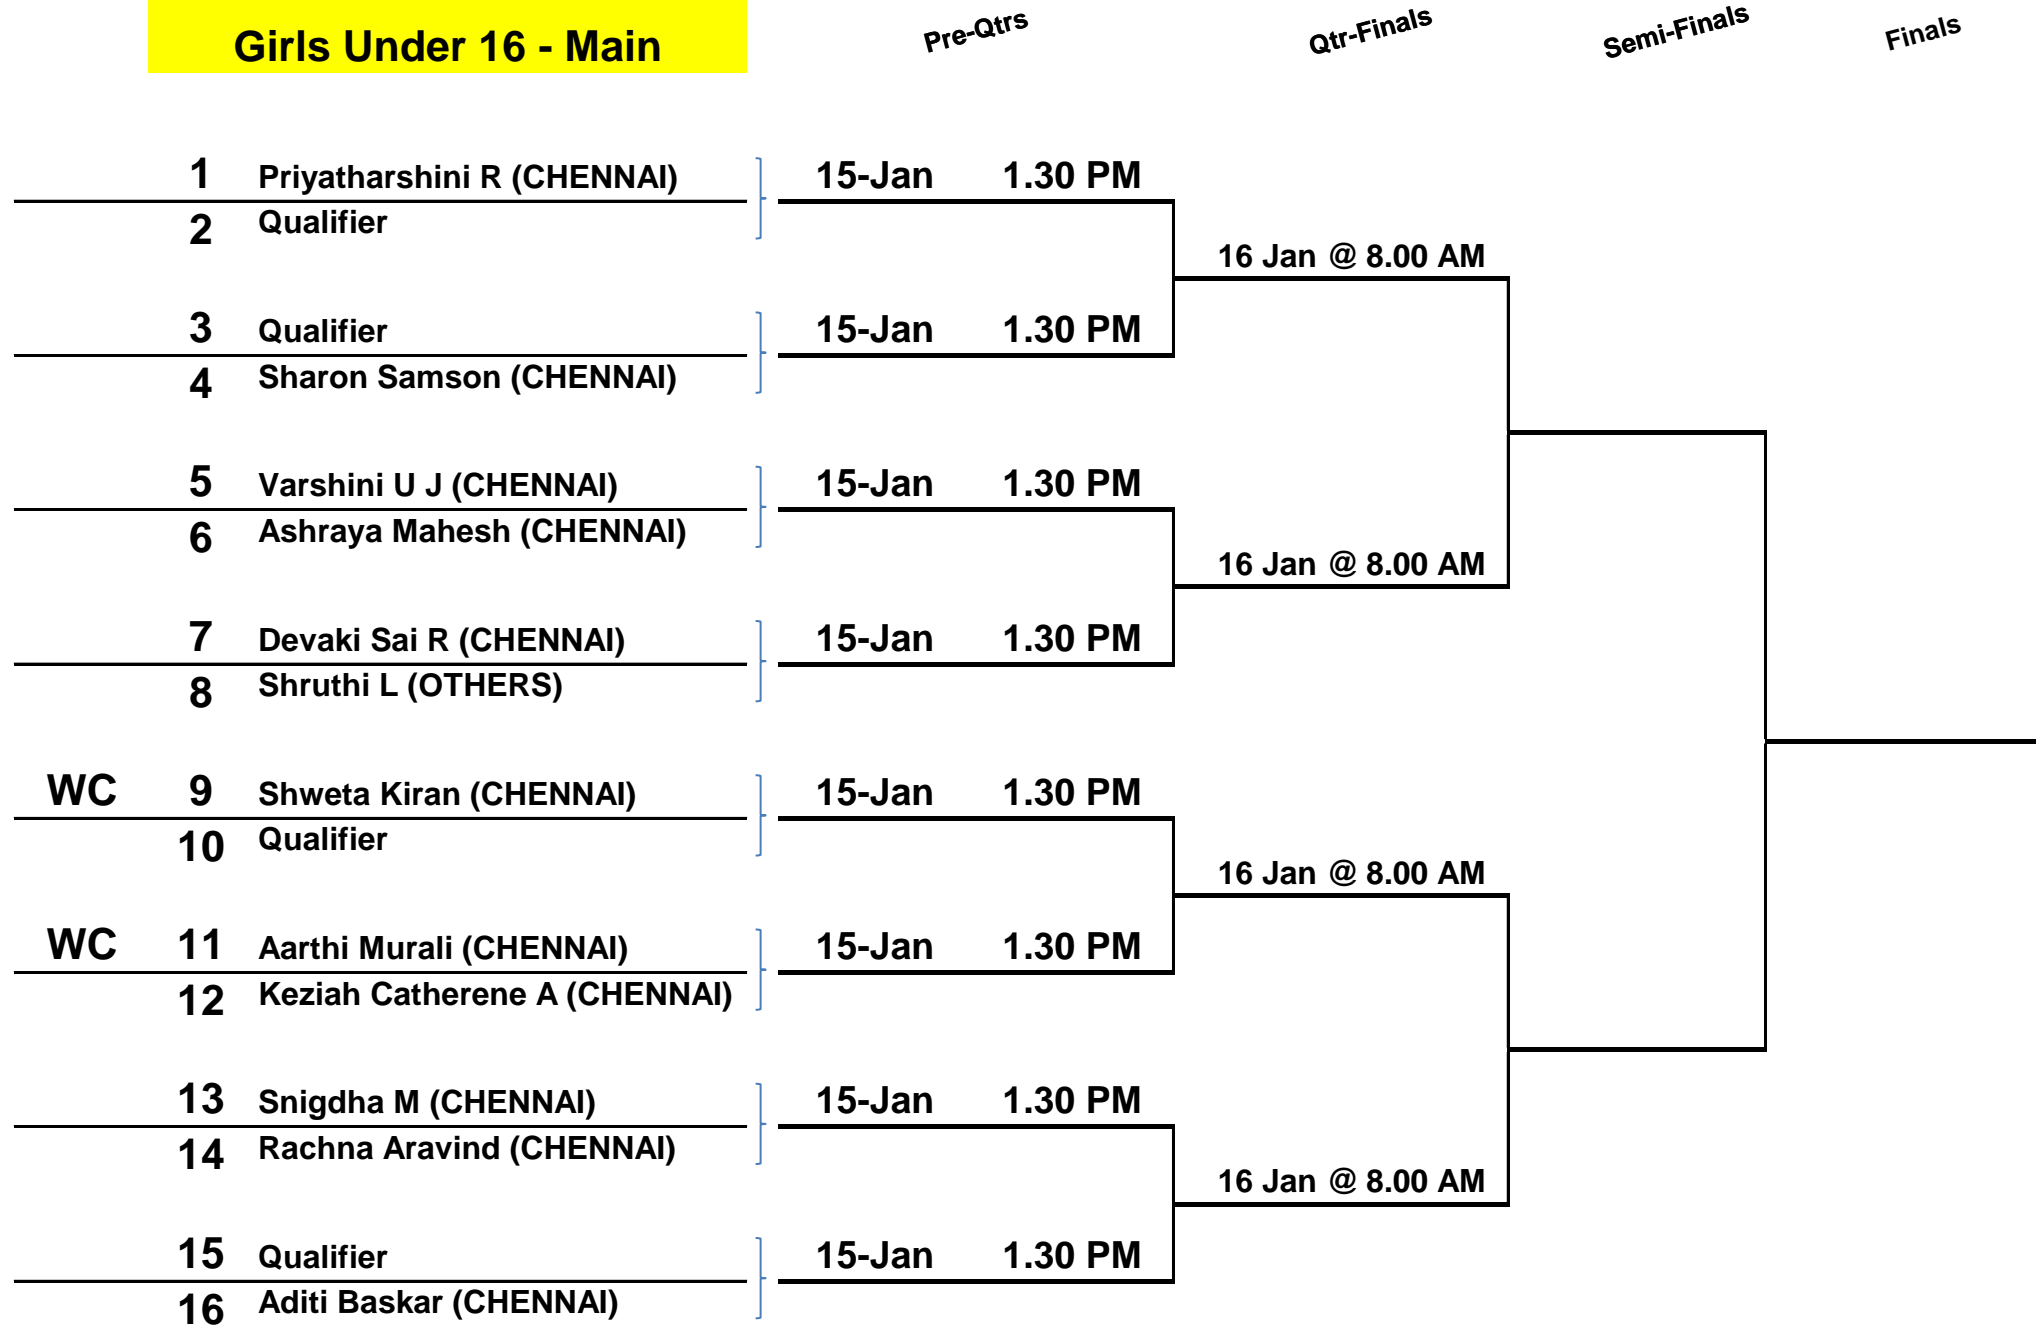 Girls Under 16 - Main Pre-Qtrs Qtr-Finals Semi-Finals Finals
1 Priyatharshini R (CHENNAI) 15-Jan 1.30 PM
2 Qualifier
16 Jan @ 8.00 AM
3 Qualifier 15-Jan 1.30 PM
4 Sharon Samson (CHENNAI)
5 Varshini U J (CHENNAI) 15-Jan 1.30 PM
6 Ashraya Mahesh (CHENNAI)
16 Jan @ 8.00 AM
7 Devaki Sai R (CHENNAI) 15-Jan 1.30 PM
8 Shruthi L (OTHERS)
WC 9 Shweta Kiran (CHENNAI) 15-Jan 1.30 PM
10 Qualifier
16 Jan @ 8.00 AM
WC 11 Aarthi Murali (CHENNAI) 15-Jan 1.30 PM
12 Keziah Catherene A (CHENNAI)
13 Snigdha M (CHENNAI) 15-Jan 1.30 PM
14 Rachna Aravind (CHENNAI)
16 Jan @ 8.00 AM
15 Qualifier 15-Jan 1.30 PM
16 Aditi Baskar (CHENNAI)